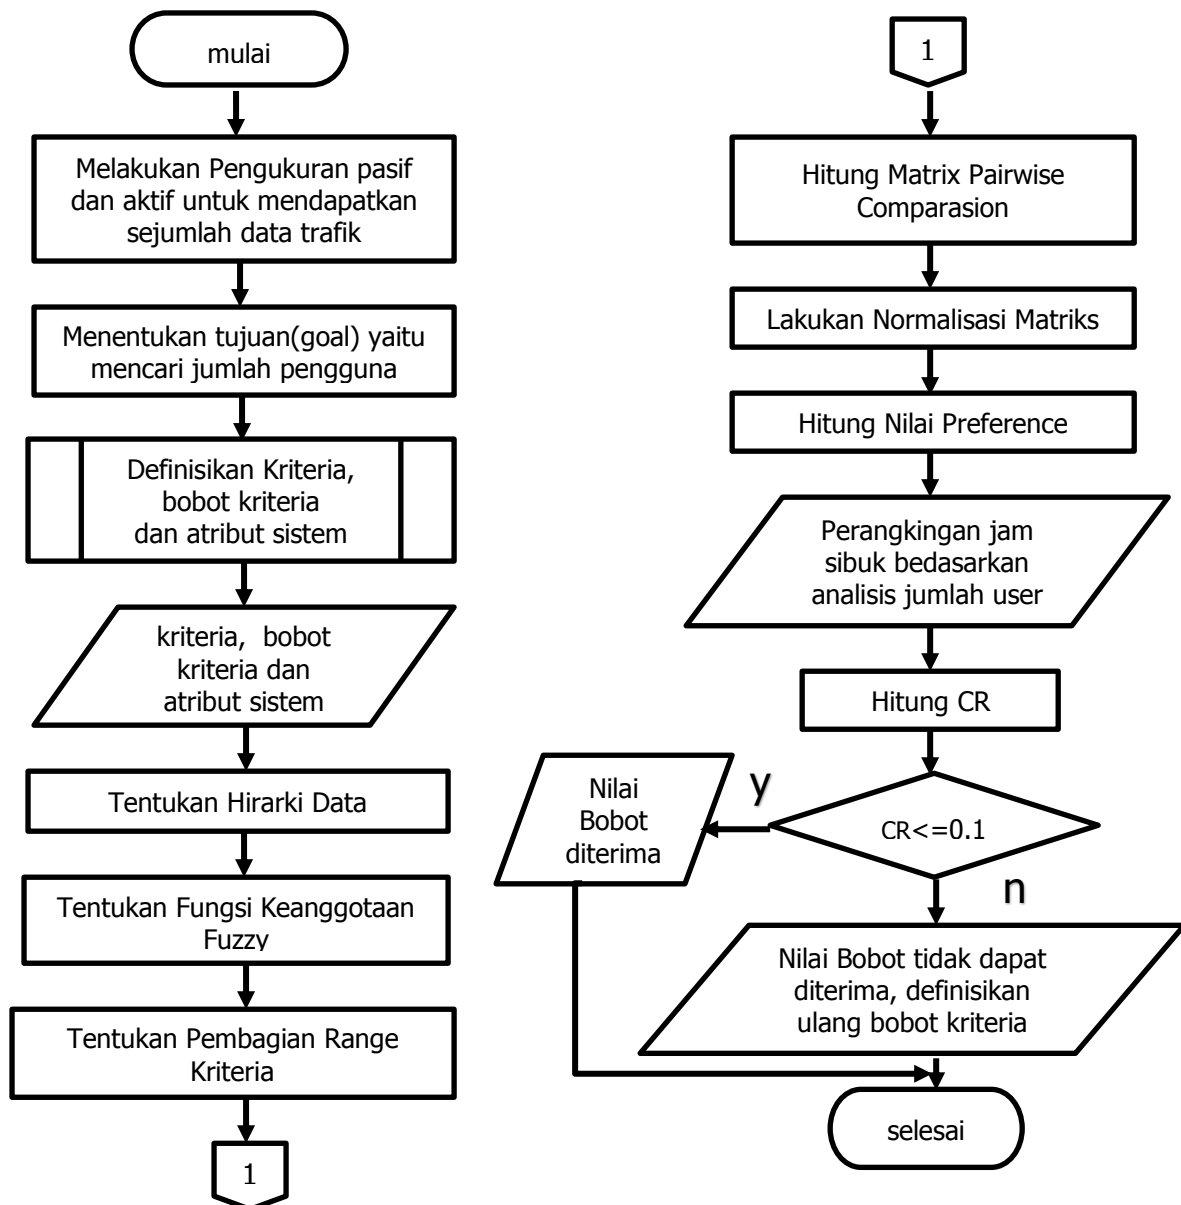 mulai
Melakukan Pengukuran pasif
dan aktif untuk mendapatkan
sejumlah data trafik
Menentukan tujuan(goal) yaitu
mencari jumlah pengguna
Definisikan Kriteria,
bobot kriteria
dan atribut sistem
kriteria, bobot
kriteria dan
atribut sistem
Tentukan Hirarki Data
Tentukan Fungsi Keanggotaan
Fuzzy
Tentukan Pembagian Range
Kriteria
1
1
Hitung Matrix Pairwise
Comparasion
Lakukan Normalisasi Matriks
Hitung Nilai Preference
Perangkingan jam
sibuk bedasarkan
analisis jumlah user
Hitung CR
CR<=0.1
y
Nilai
Bobot
diterima
n
Nilai Bobot tidak dapat
diterima, definisikan
ulang bobot kriteria
selesai